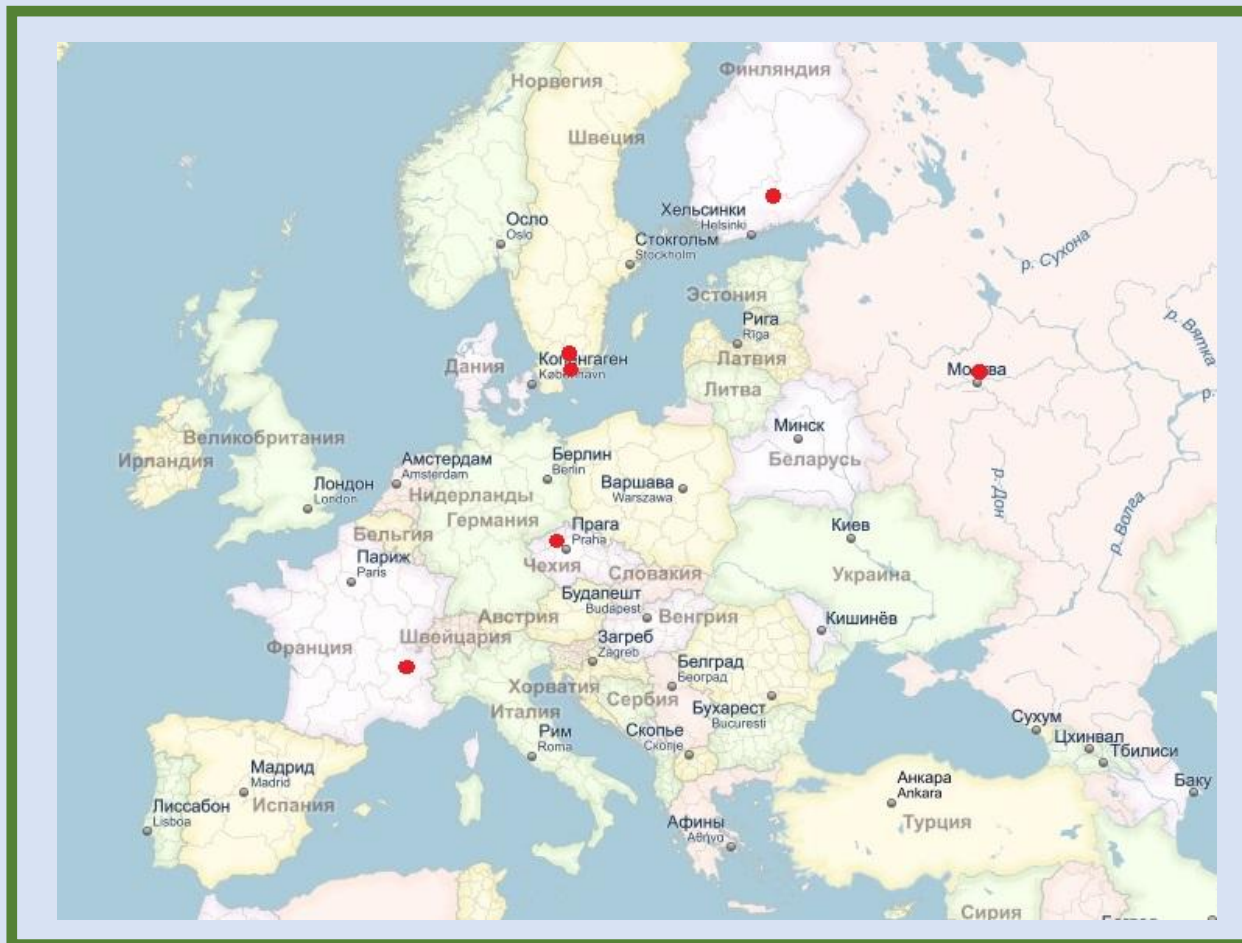 Финляндия
Норвегия
Швеция
Хельсинки
Helsinki
Осло
Oslo
Стокгольм
Stockholm
р. Сухона
Эстония
Рига
Rīga
р. Вятка
Латвия
Дания
Копенгаген
København
Москва
Литва
р.
Минск
Беларусь
Великобритания
Ирландия
Амстердам
Amsterdam
Берлин
Berlin
Лондон
London
Нидерланды
Варшава
Warszawa
р. Дон
р. Волга
Германия
Бельгия
Прага
Praha
Киев
Париж
Paris
Чехия
Словакия
Украина
Будапешт
Budapest
Австрия
Венгрия
Кишинёв
Швейцария
Франция
Загреб
Zagreb
Белград
Београд
Хорватия
Сербия
Италия
Бухарест
Bucuresti
Рим
Roma
Скопье
Скопје
Сухум
Цхинвал
Тбилиси
Мадрид
Madrid
Испания
Анкара
Ankara
Баку
Лиссабон
Lisboa
Афины
Αθήνα
Турция
Сирия